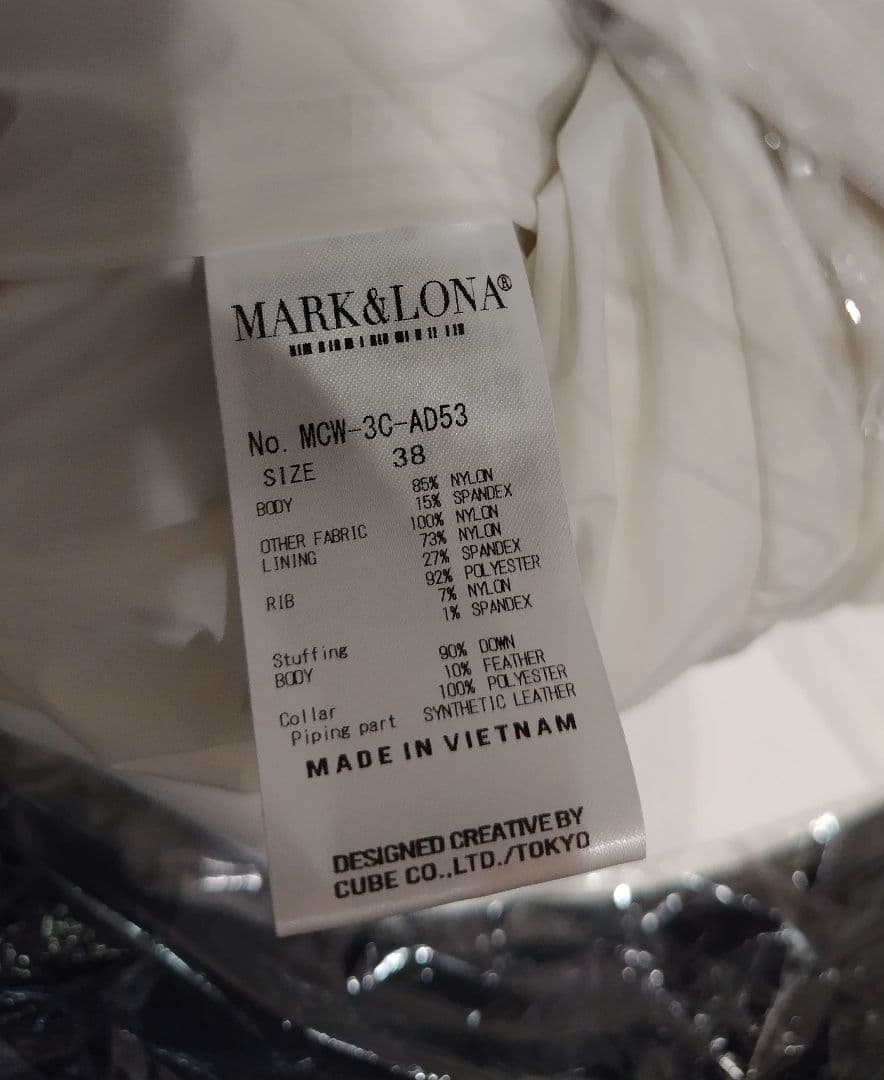 MARK&LONA®
No. MCW-3C-AD53
SIZE 38
BODY 85% NYLON
15% SPANDEX
OTHER FABRIC 100% NYLON
LINING 73% NYLON
27% SPANDEX
RIB 92% POLYESTER
7% NYLON
1% SPANDEX
Stuffing
BODY 90% DOWN
10% FEATHER
Collar 100% POLYESTER
Piping part SYNTHETIC LEATHER
MADE IN VIETNAM
DESIGNED CREATIVE BY
CUBE CO.,LTD./TOKYO